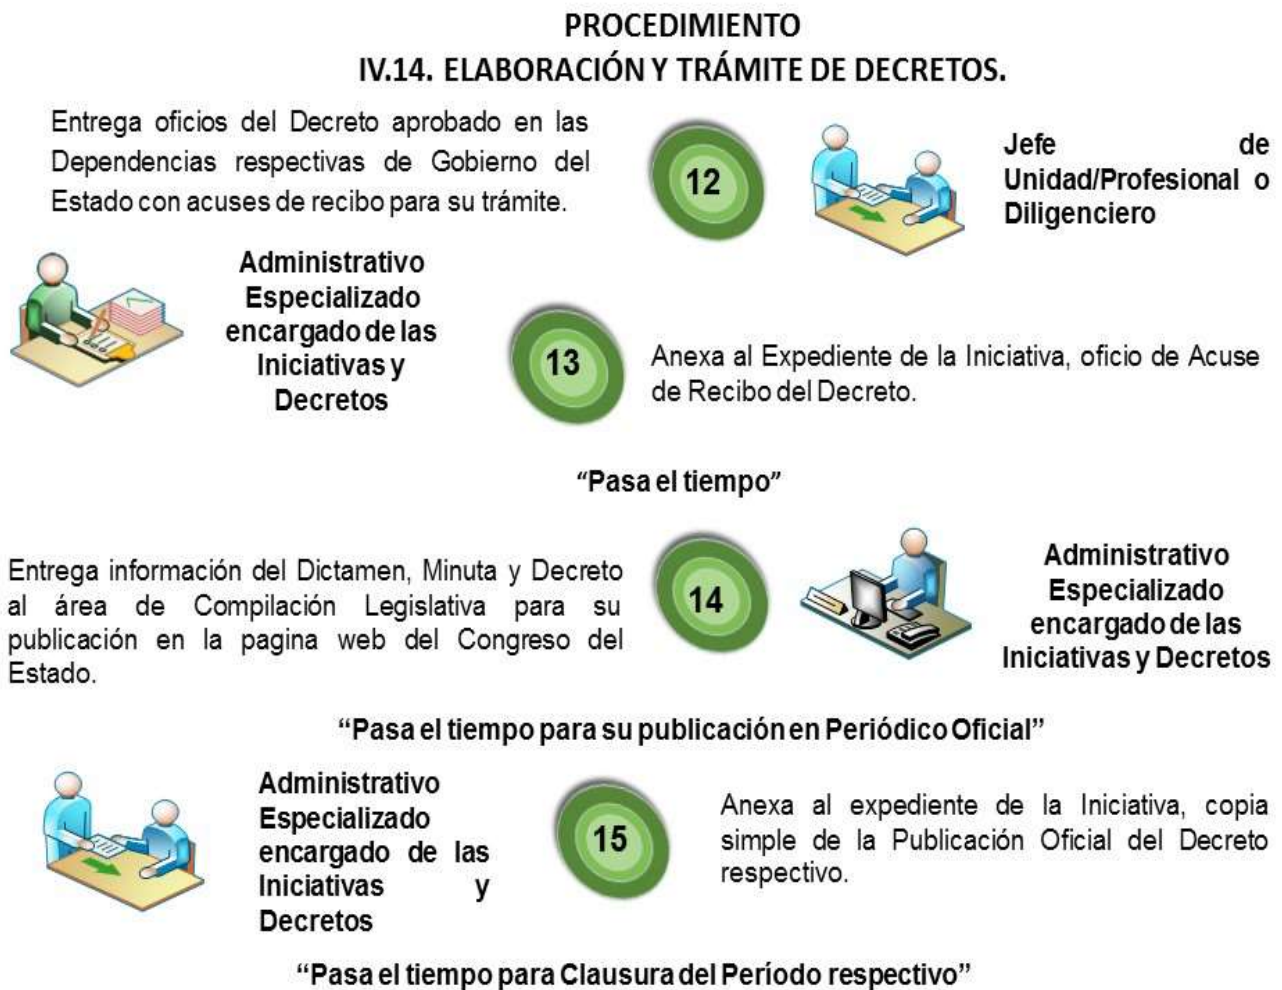 PROCEDIMIENTO
IV.14. ELABORACIÓN Y TRÁMITE DE DECRETOS.
Entrega oficios del Decreto aprobado en las
Dependencias respectivas de Gobierno del
Estado con acuses de recibo para su trámite.
12
Jefe de
Unidad/Profesional o
Diligenciero
Administrativo
Especializado
encargado de las
Iniciativas y
Decretos
13
Anexa al Expediente de la Iniciativa, oficio de Acuse
de Recibo del Decreto.
“Pasa el tiempo”
Entrega información del Dictamen, Minuta y Decreto
al área de Compilación Legislativa para su
publicación en la pagina web del Congreso del
Estado.
14
Administrativo
Especializado
encargado de las
Iniciativas y Decretos
“Pasa el tiempo para su publicación en Periódico Oficial”
Administrativo
Especializado
encargado de las
Iniciativas y
Decretos
15
Anexa al expediente de la Iniciativa, copia
simple de la Publicación Oficial del Decreto
respectivo.
“Pasa el tiempo para Clausura del Período respectivo”